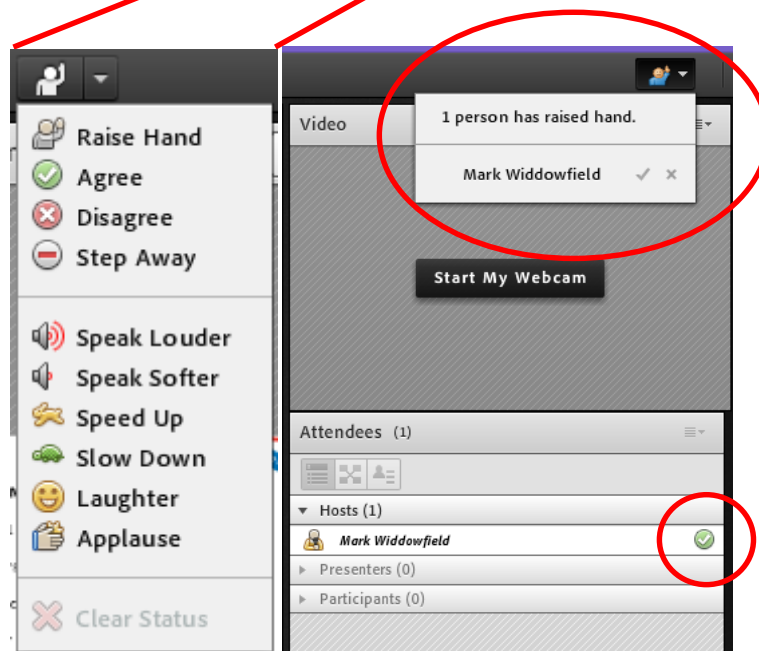 Raise Hand
Agree
Disagree
Step Away
Speak Louder
Speak Softer
Speed Up
Slow Down
Laughter
Applause
Clear Status
Video
1 person has raised hand.
Mark Widdowfield
Start My Webcam
Attendees (1)
Hosts (1)
Mark Widdowfield
Presenters (0)
Participants (0)